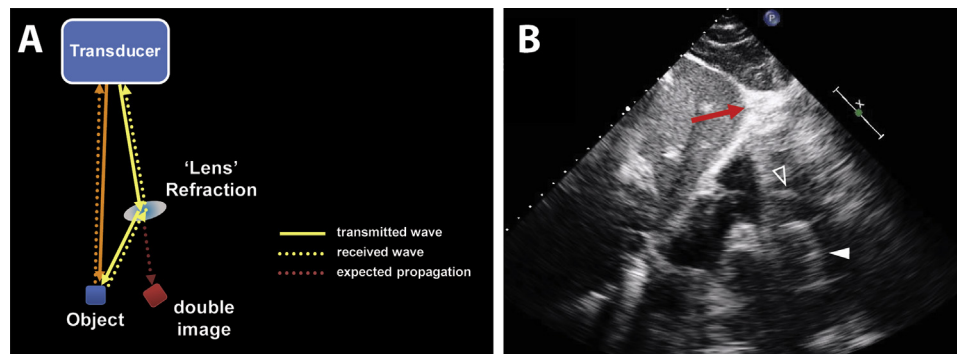 A
Transducer
'Lens'
Refraction
transmitted wave
received wave
expected propagation
Object
double
image
B
P
X